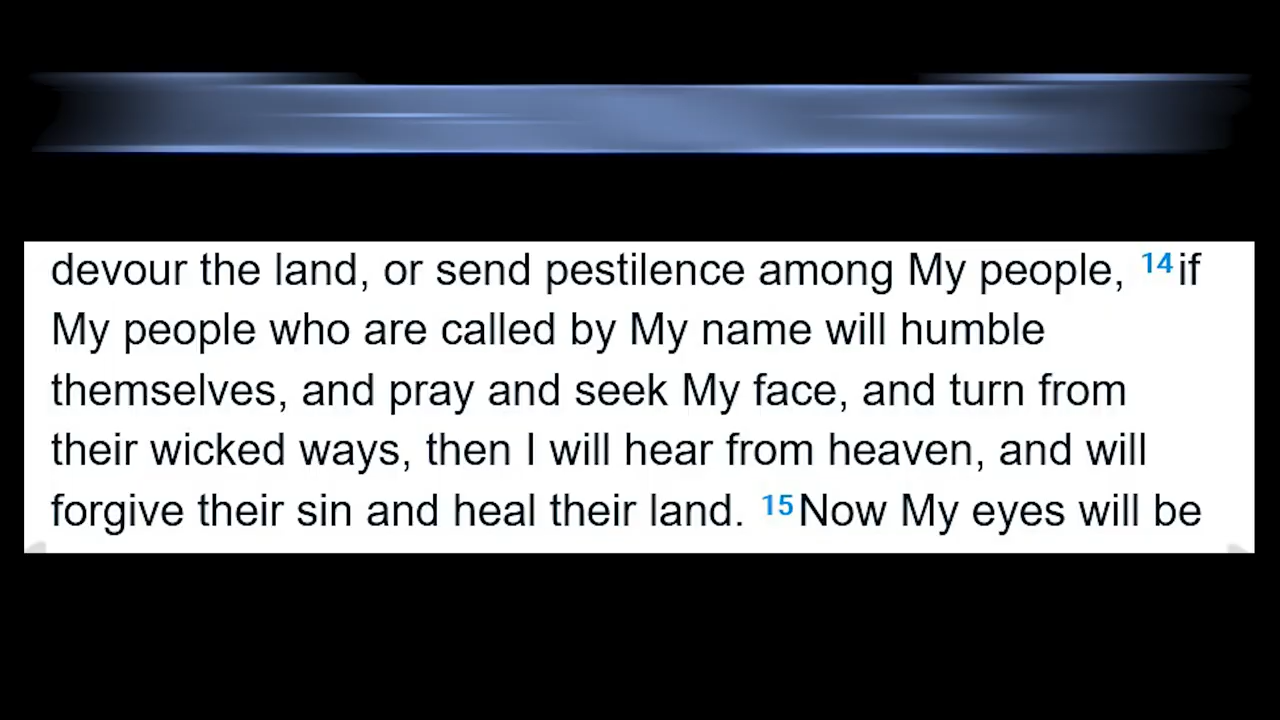 devour the land, or send pestilence among My people, 14 if
My people who are called by My name will humble
themselves, and pray and seek My face, and turn from
their wicked ways, then I will hear from heaven, and will
forgive their sin and heal their land. 15 Now My eyes will be